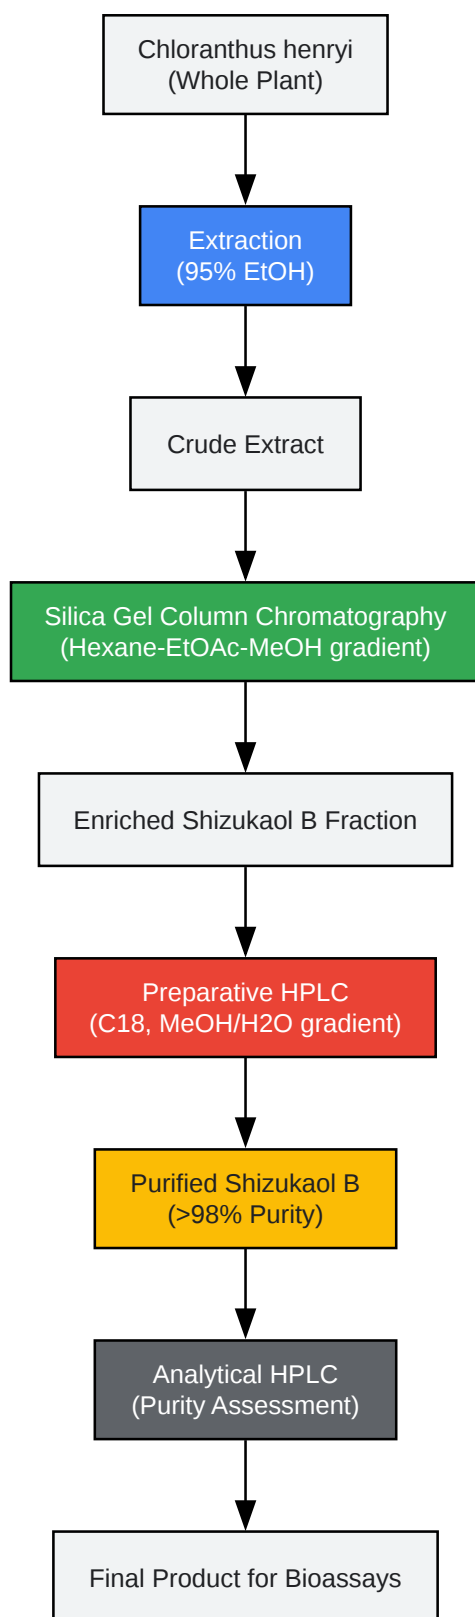 Chloranthus henryi
(Whole Plant)
Extraction
(95% EtOH)
Crude Extract
Silica Gel Column Chromatography
(Hexane-EtOAc-MeOH gradient)
Enriched Shizukaol B Fraction
Preparative HPLC
(C18, MeOH/H2O gradient)
Purified Shizukaol B
(>98% Purity)
Analytical HPLC
(Purity Assessment)
Final Product for Bioassays